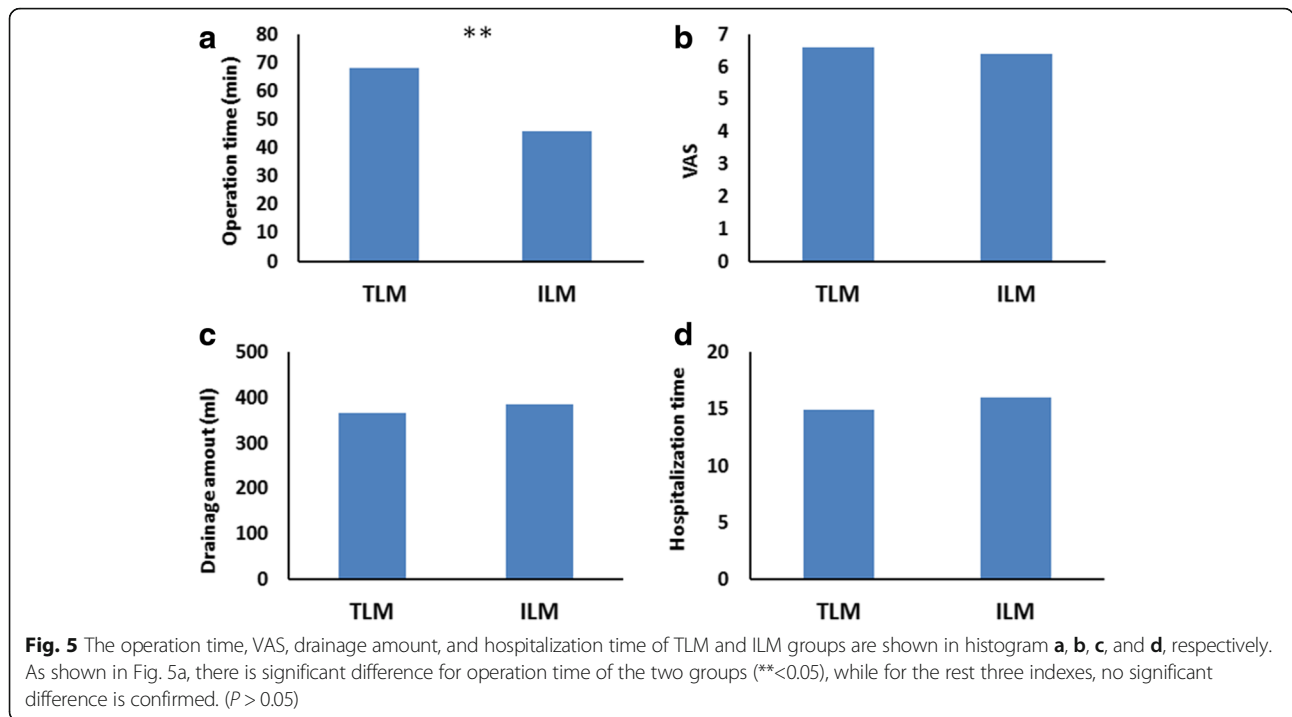 a
**
Operation time (min)
80
70
60
50
40
30
20
10
0
TLM ILM
b
VAS
7
6
5
4
3
2
1
0
TLM ILM
c
Drainage amout (ml)
500
400
300
200
100
0
TLM ILM
d
Hospitalization time
20
15
10
5
0
TLM ILM
Fig. 5 The operation time, VAS, drainage amount, and hospitalization time of TLM and ILM groups are shown in histogram a, b, c, and d, respectively.
As shown in Fig. 5a, there is significant difference for operation time of the two groups (**<0.05), while for the rest three indexes, no significant
difference is confirmed. (P > 0.05)